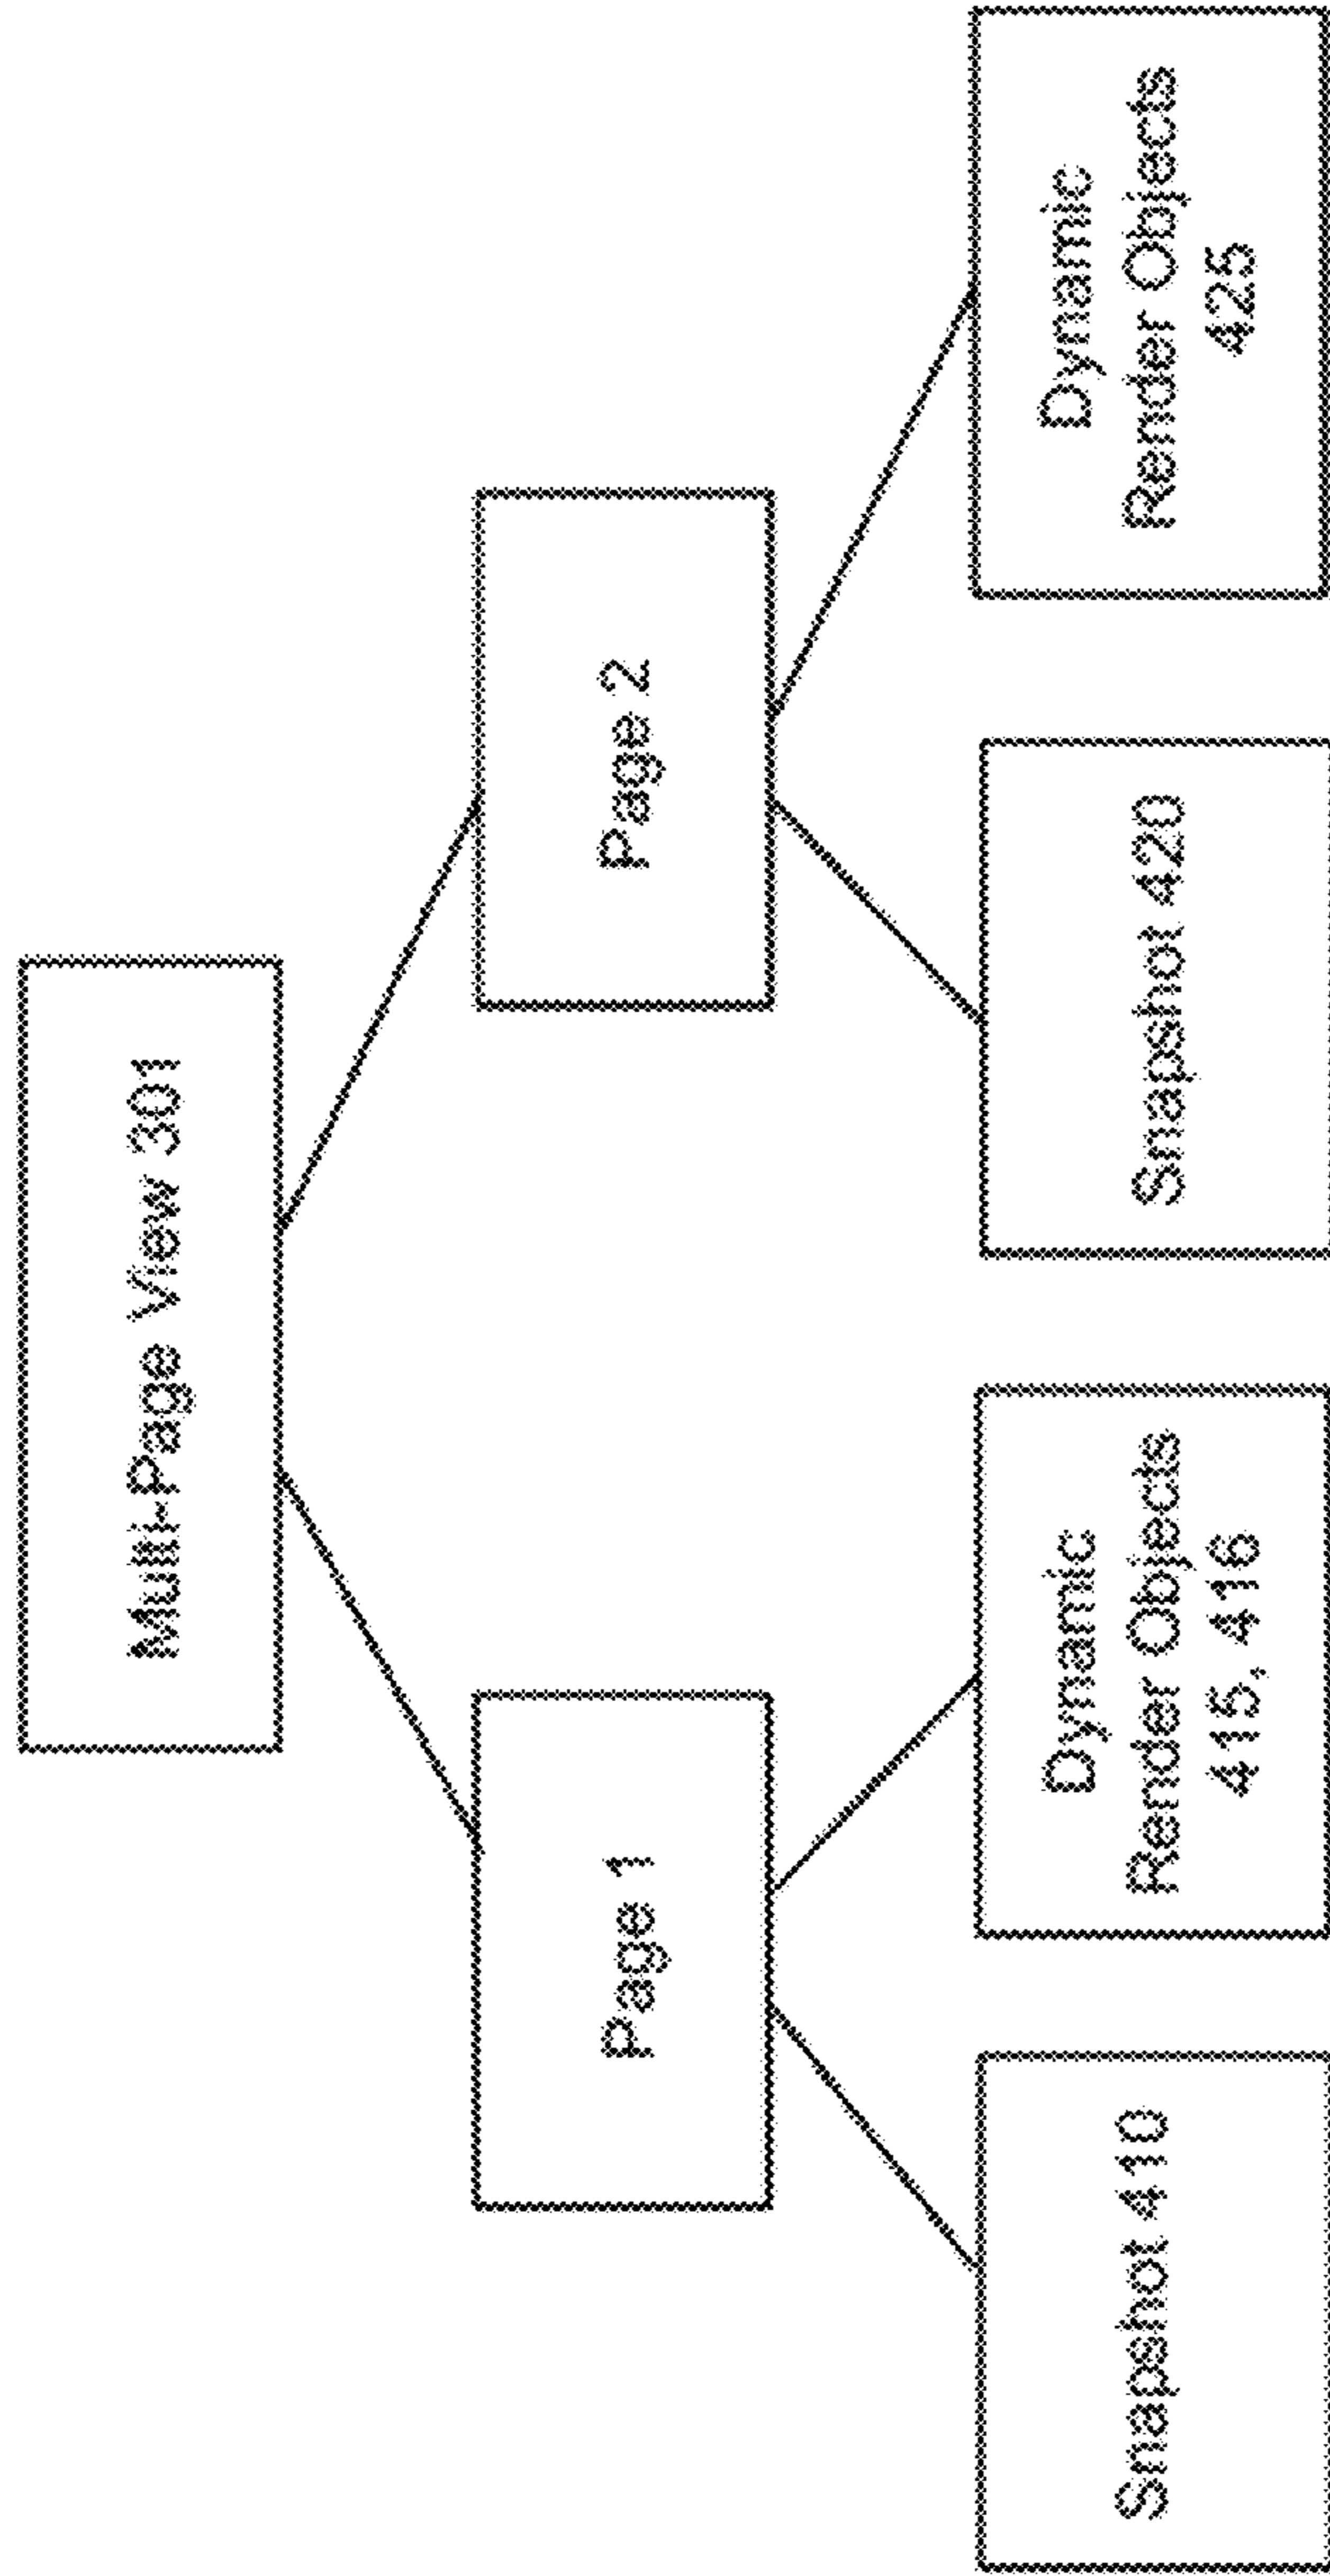 Multi-Page View 301
Page 1
Page 2
Snapshot 410
Dynamic
Render Objects
415, 416
Snapshot 420
Dynamic
Render Objects
425